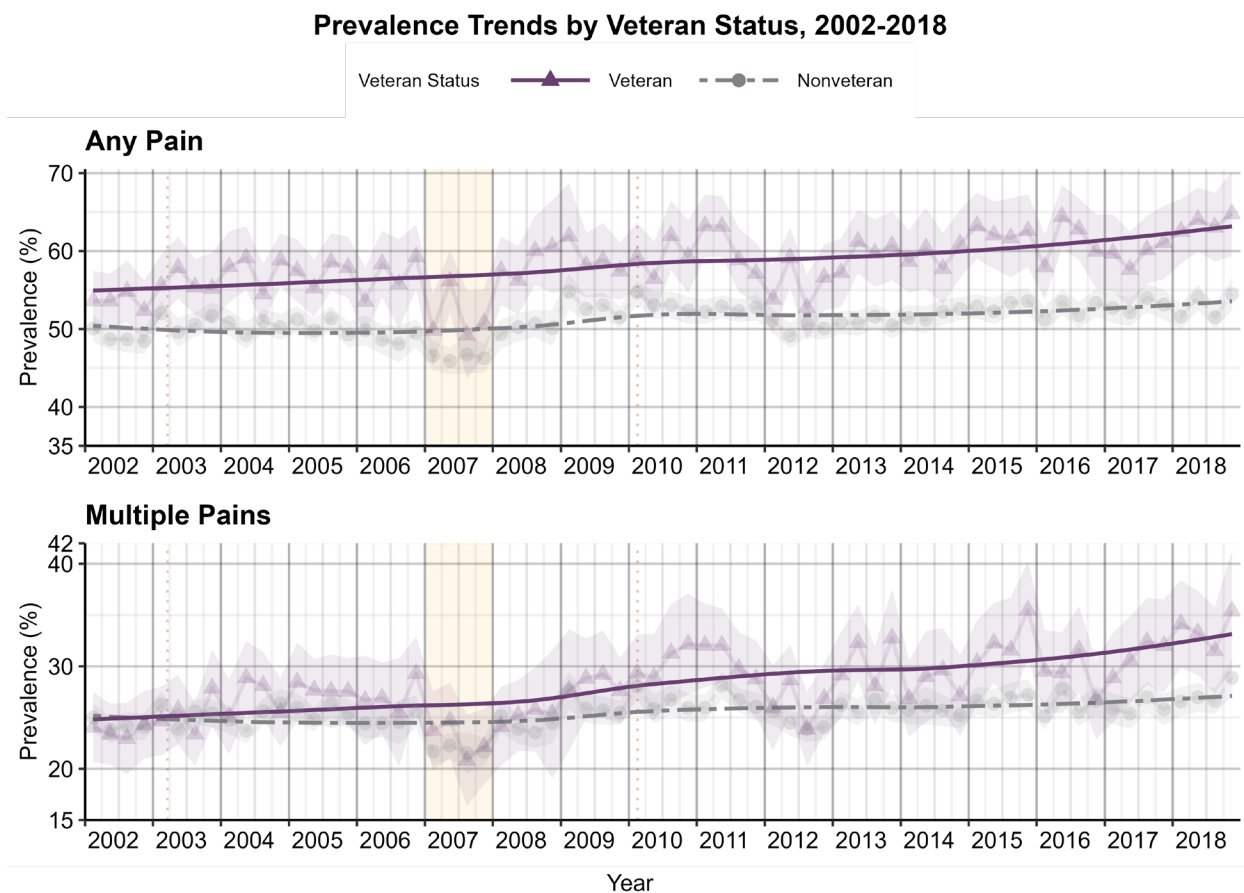 Prevalence Trends by Veteran Status, 2002-2018
Veteran Status Veteran Nonveteran
Any Pain
Prevalence (%)
70
60
50
40
35
2002 2003 2004 2005 2006 2007 2008 2009 2010 2011 2012 2013 2014 2015 2016 2017 2018
Multiple Pains
Prevalence (%)
42
40
30
20
15
2002 2003 2004 2005 2006 2007 2008 2009 2010 2011 2012 2013 2014 2015 2016 2017 2018
Year